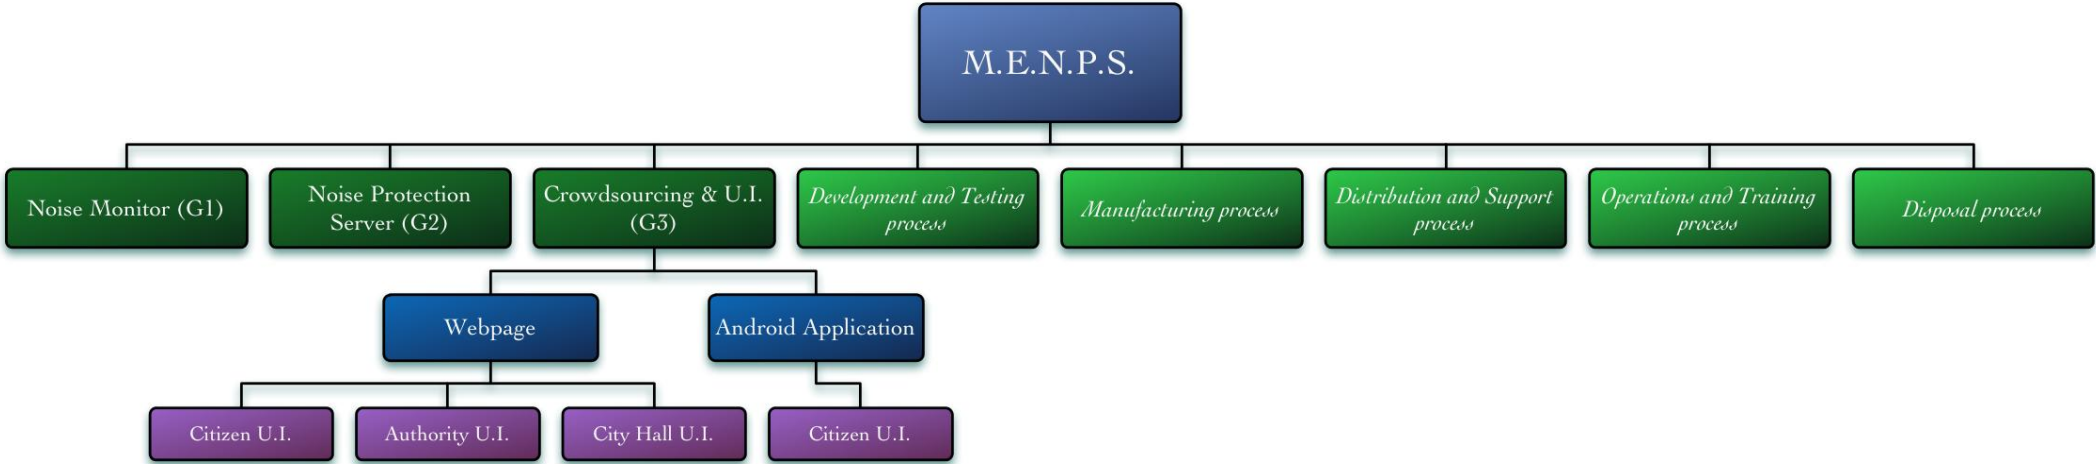 M.E.N.P.S.
Noise Monitor (G1)
Noise Protection
Server (G2)
Crowdsourcing & U.I.
(G3)
Development and Testing
process
Manufacturing process
Distribution and Support
process
Operations and Training
process
Disposal process
Webpage
Android Application
Citizen U.I.
Authority U.I.
City Hall U.I.
Citizen U.I.